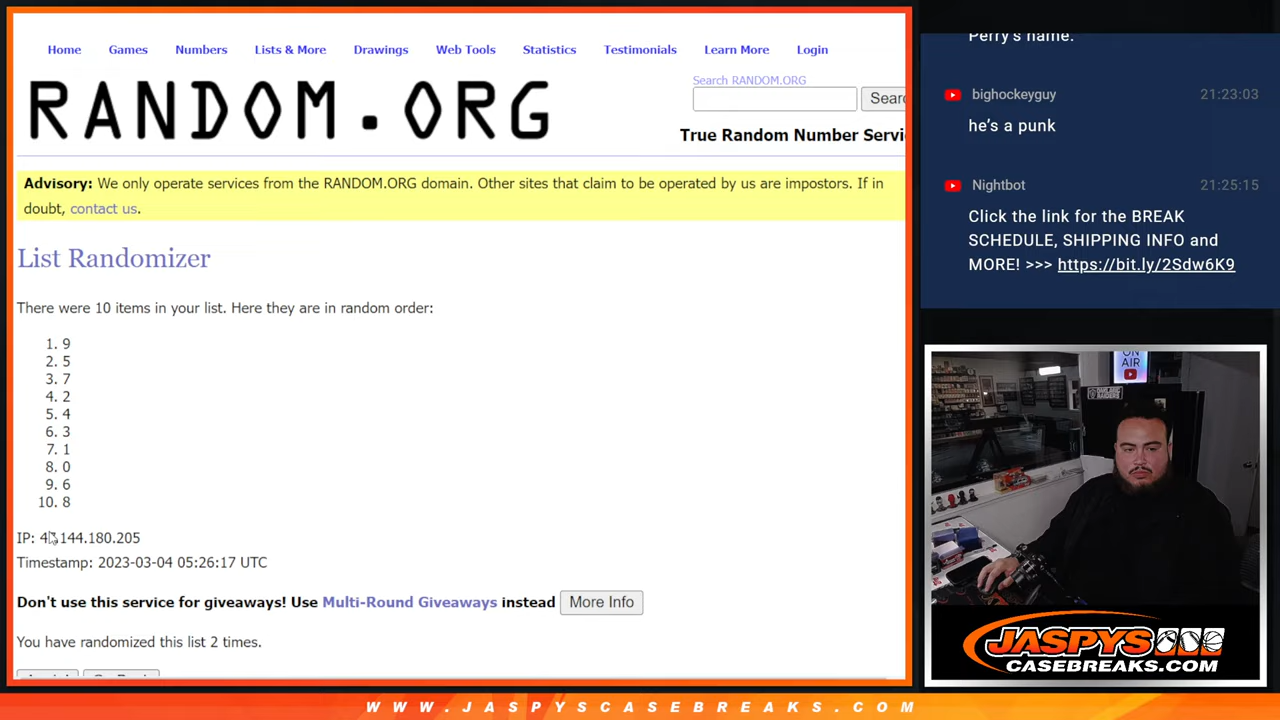 Home Games Numbers Lists & More Drawings Web Tools Statistics Testimonials Learn More Login
Search RANDOM.ORG
RANDOM.ORG
True Random Number
Advisory: We only operate services from the RANDOM.ORG domain. Other sites that claim to be operated by us are impostors. If in
doubt, contact us.
List Randomizer
There were 10 items in your list. Here they are in random order:
1. 9
2. 5
3. 7
4. 2
5. 4
6. 3
7. 1
8. 0
9. 6
10. 8
IP: 144.180.205
Timestamp: 2023-03-04 05:26:17 UTC
Don't use this service for giveaways! Use Multi-Round Giveaways instead More Info
You have randomized this list 2 times.
Perry's name.
bighockeyguy 21:23:03
he's a punk
Nightbot 21:25:15
Click the link for the BREAK
SCHEDULE, SHIPPING INFO and
MORE! >>> https://bit.ly/2Sdw6K9
ON
AIR
JASPYS
CASEBREAKS.COM
WWW.JASPYSCASEBREAKS.COM